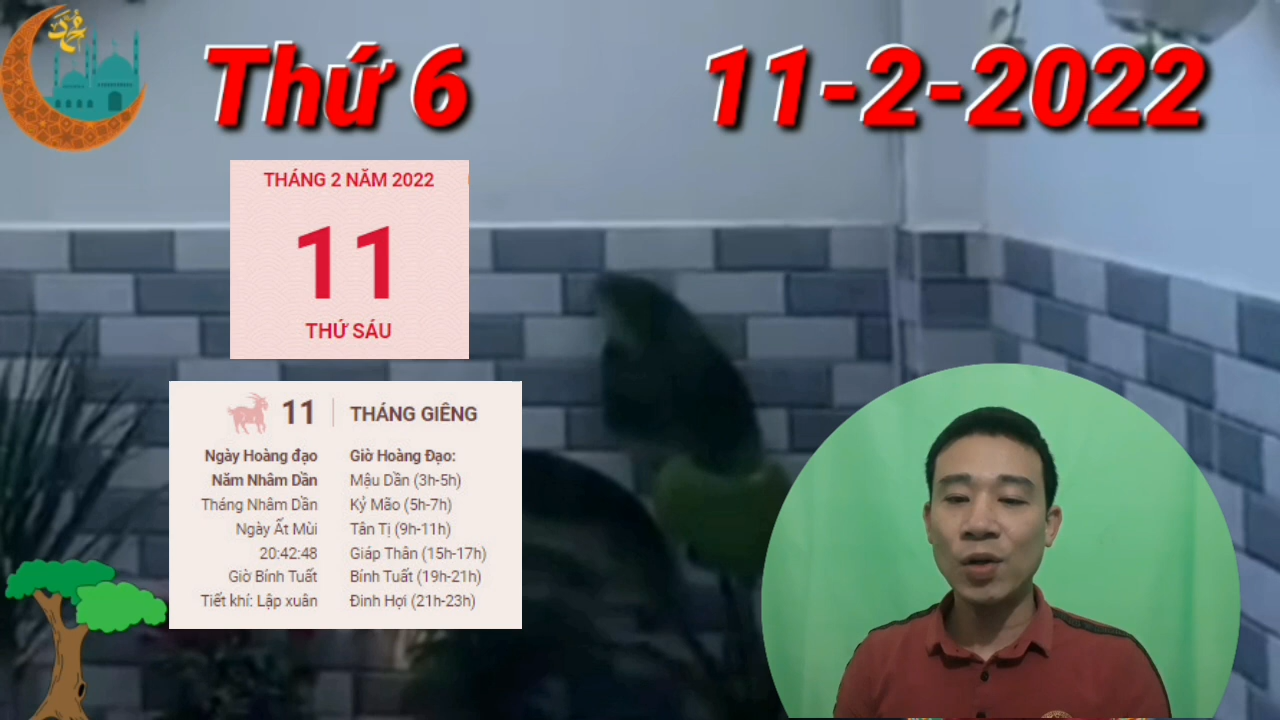 Thứ 6
11-2-2022
THÁNG 2 NĂM 2022
11
THỨ SÁU
11 THÁNG GIÊNG
Ngày Hoàng đạo
Năm Nhâm Dần
Tháng Nhâm Dần
Ngày Ất Mùi
20:42:48
Giờ Bính Tuất
Tiết khí: Lập xuân
Giờ Hoàng Đạo:
Mậu Dần (3h-5h)
Kỷ Mão (5h-7h)
Tân Tị (9h-11h)
Giáp Thân (15h-17h)
Bính Tuất (19h-21h)
Đinh Hợi (21h-23h)